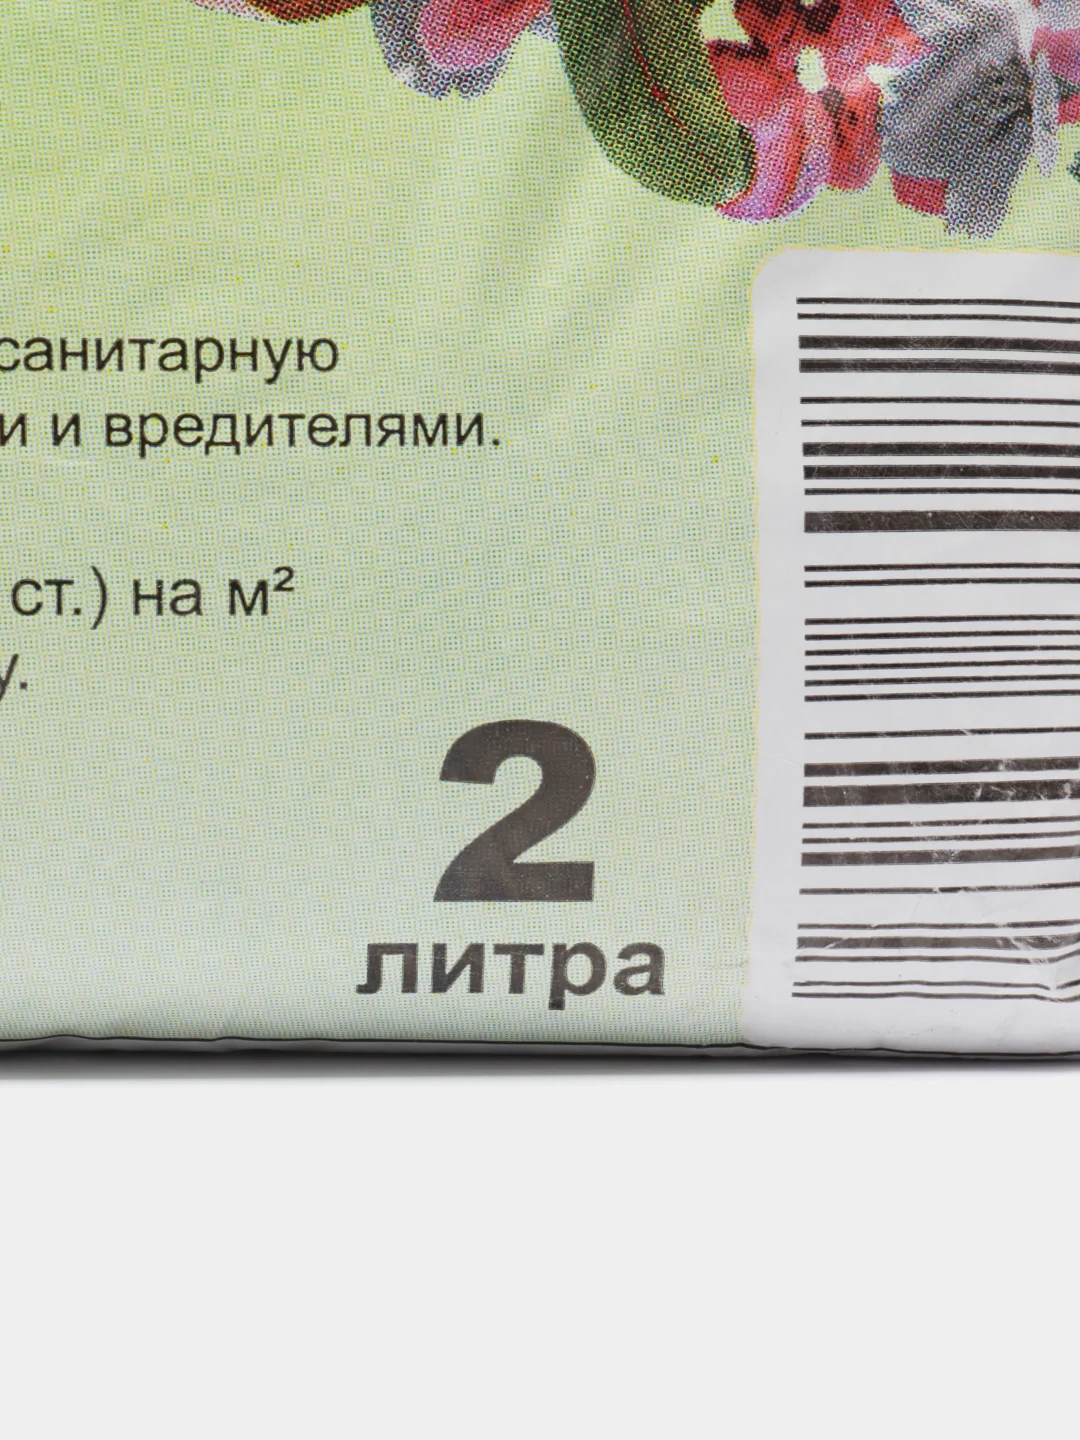 санитарную
и и вредителями.
ст.) на м²
у.
2
литра